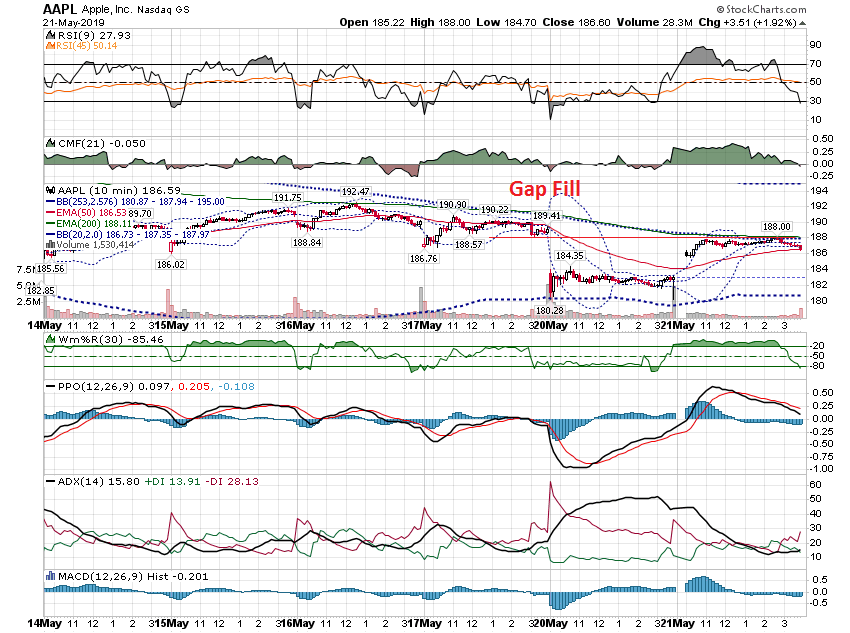 AAPL Apple, Inc. Nasdaq GS
© StockCharts.com
21-May-2019
Open 185.22 High 188.00 Low 184.70 Close 186.60 Volume 28.3M Chg +3.51 (+1.92%)
RSI(9) 27.93
RSI(45) 50.14
90
70
50
30
10
CMF(21) -0.050
0.50
0.25
0.00
-0.25
Gap Fill
AAPL (10 min) 186.59
BB(253,2.576) 180.87 - 187.94 - 195.00
EMA(50) 186.53
EMA(200) 188.11
BB(20,2.0) 186.73 - 187.35 - 187.97
Volume 1,530,414
89.70
191.75
192.47
190.90
190.22
189.41
188.00
188.84
188.57
186.76
186.02
185.56
184.35
182.85
180.28
194
192
190
188
186
184
182
180
7.5M
5.0M
2.5M
14May 11 12 2 3 15May 11 12 1 2 3 16May 11 12 1 2 3 17May 11 12 1 2 3 20May 11 12 1 2 3 21May 11 12 1 2 3
Wm%R(30) -85.46
-20
-50
-80
PPO(12,26,9) 0.097, 0.205, -0.108
0.50
0.25
0.00
-0.25
-0.50
-0.75
-1.00
ADX(14) 15.80 +DI 13.91 -DI 28.13
60
50
40
30
20
10
MACD(12,26,9) Hist -0.201
0.5
0.0
-0.5
14May 11 12 1 2 3 15May 11 12 1 2 3 16May 11 12 1 2 3 17May 11 12 1 2 3 20May 11 12 1 2 3 21May 11 12 1 2 3